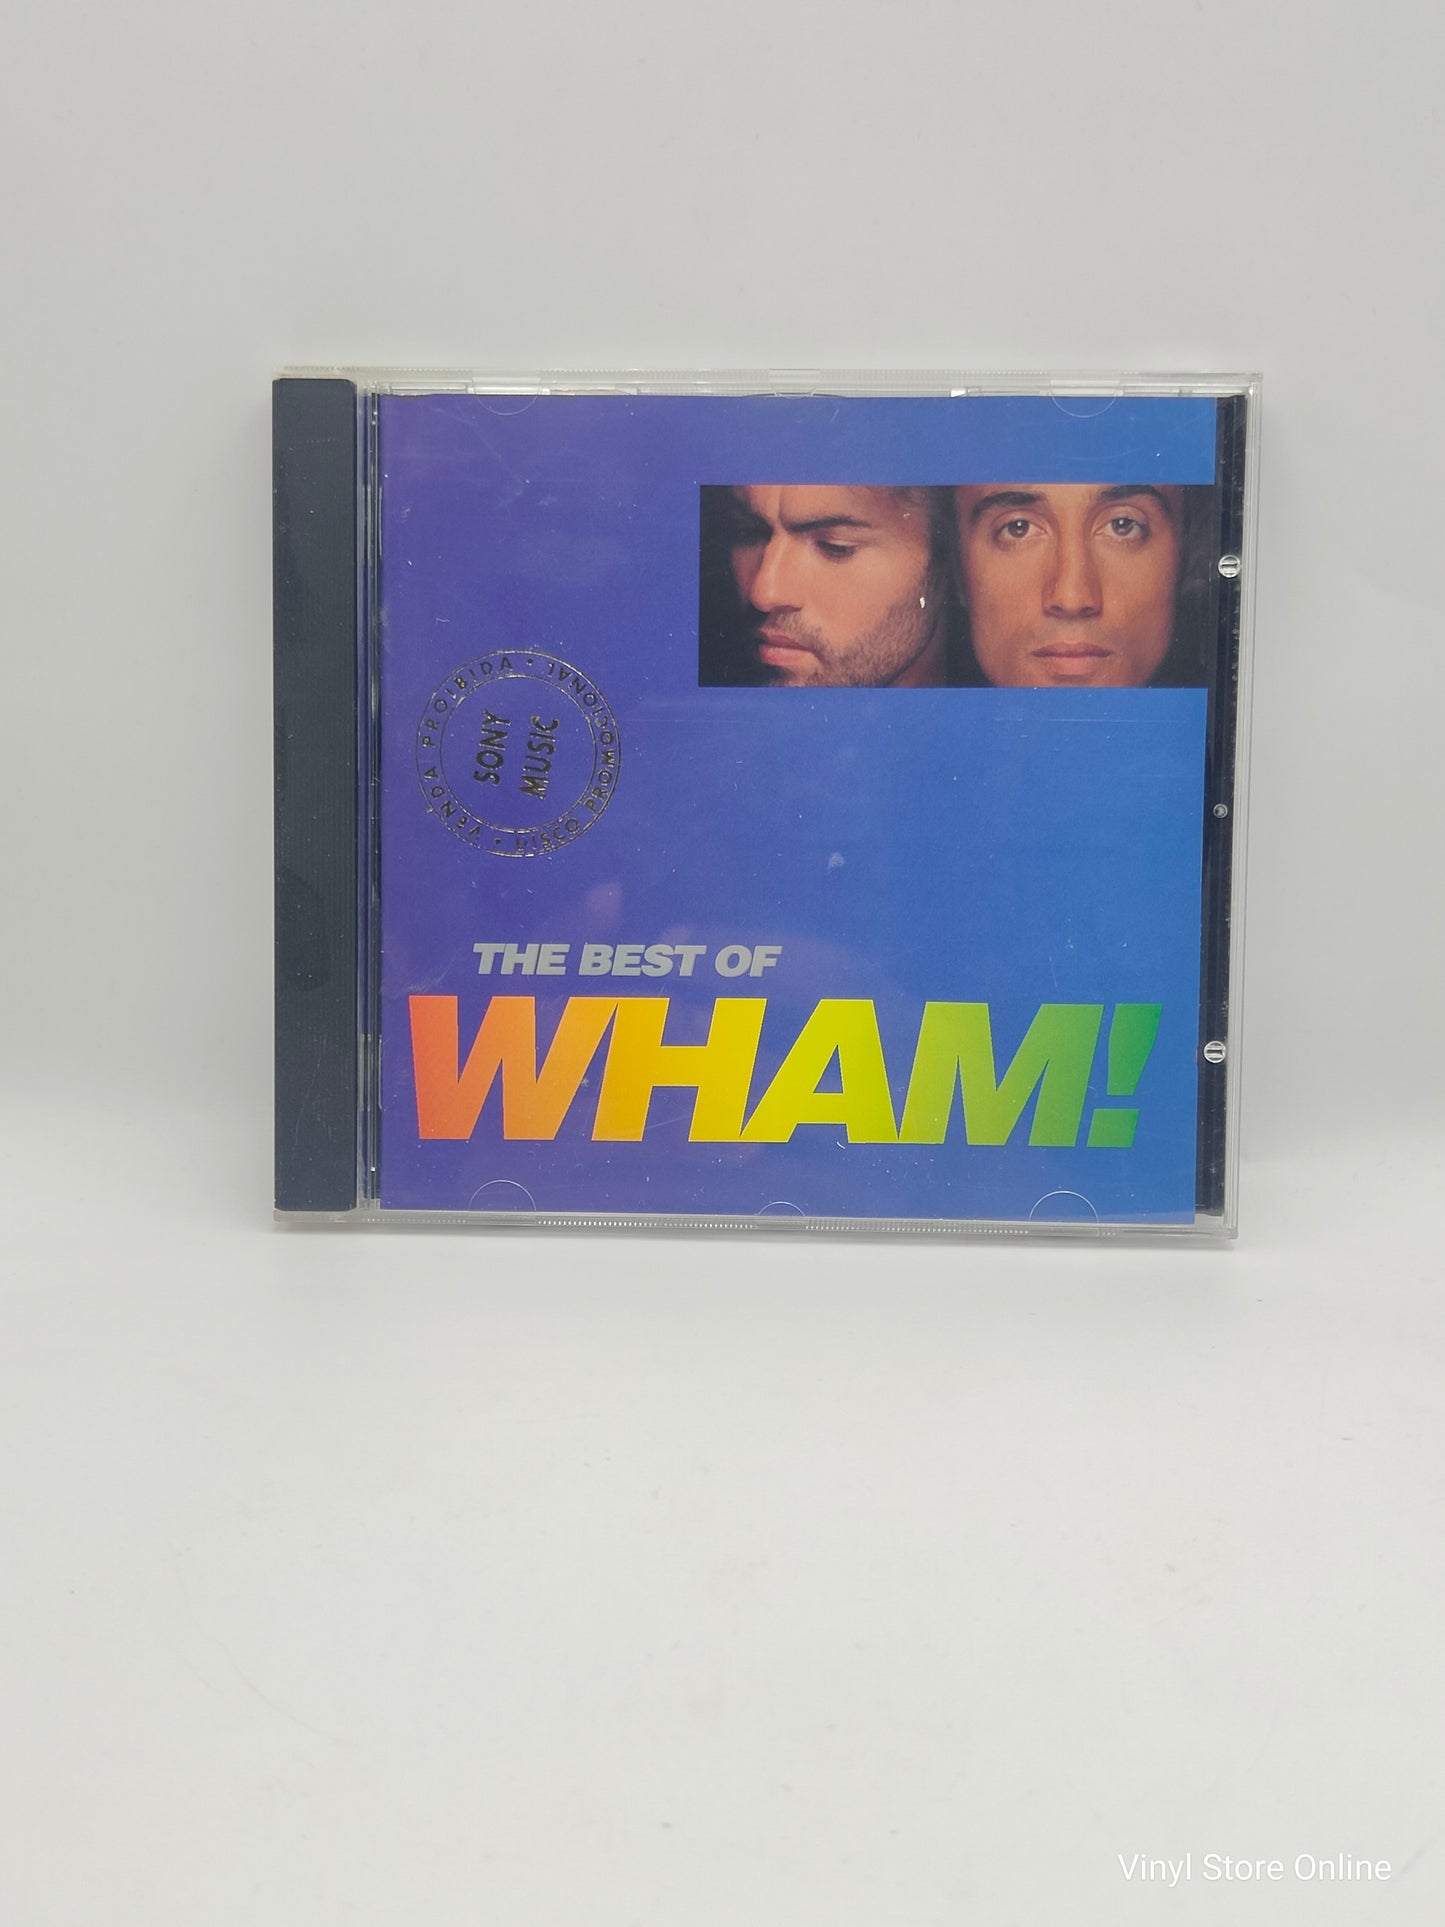 VENDA PROIBIDA • DISCO PROMOCIONAL •
SONY
MUSIC
THE BEST OF
WHAM!
Vinyl Store Online